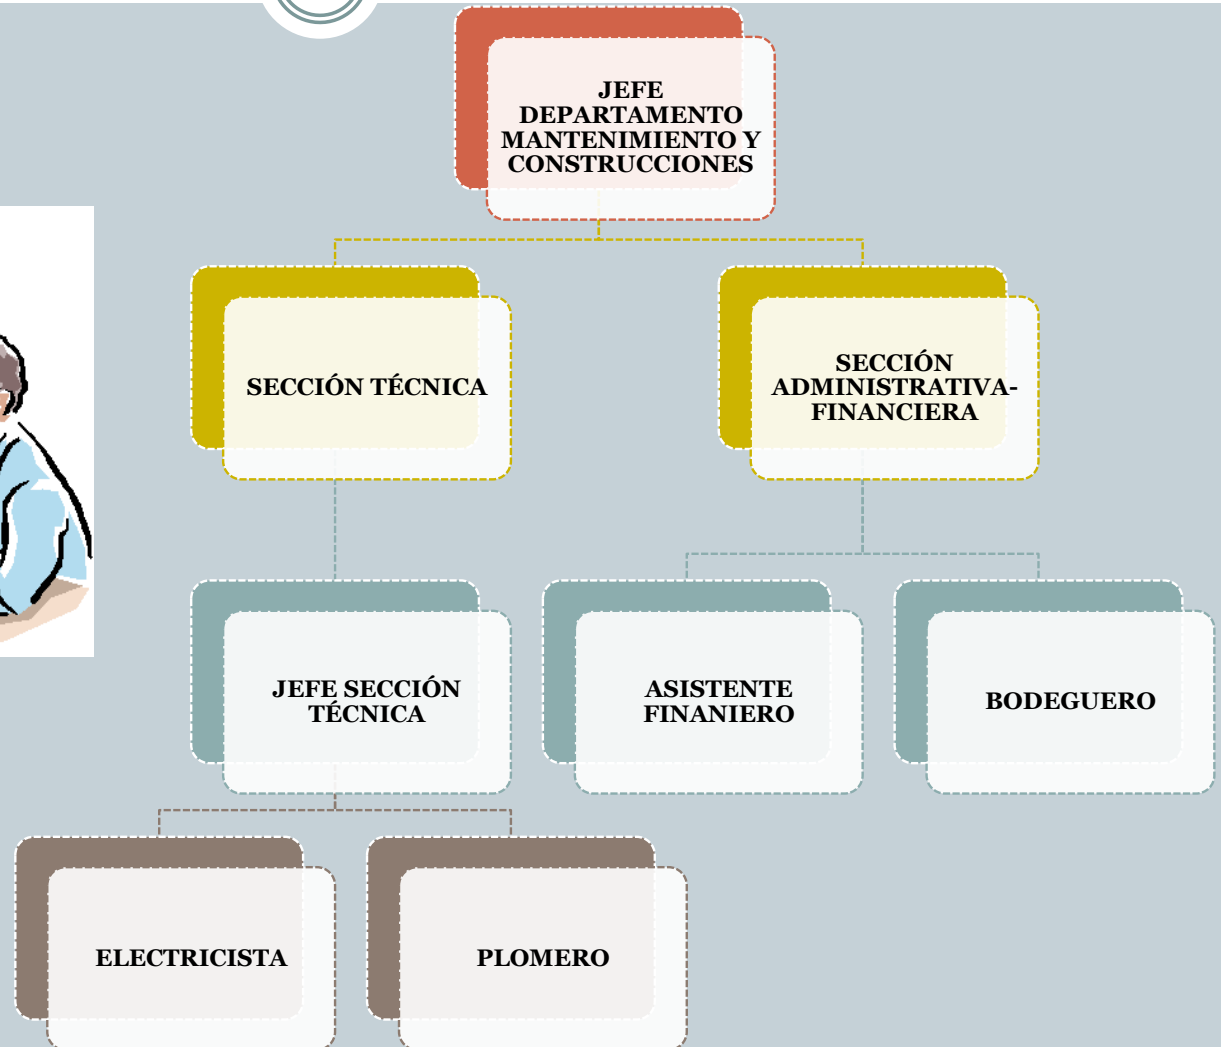 JEFE
DEPARTAMENTO
MANTENIMIENTO Y
CONSTRUCCIONES
SECCIÓN TÉCNICA
SECCIÓN
ADMINISTRATIVA-
FINANCIERA
JEFE SECCIÓN
TÉCNICA
ASISTENTE
FINANIERO
BODEGUERO
ELECTRICISTA
PLOMERO